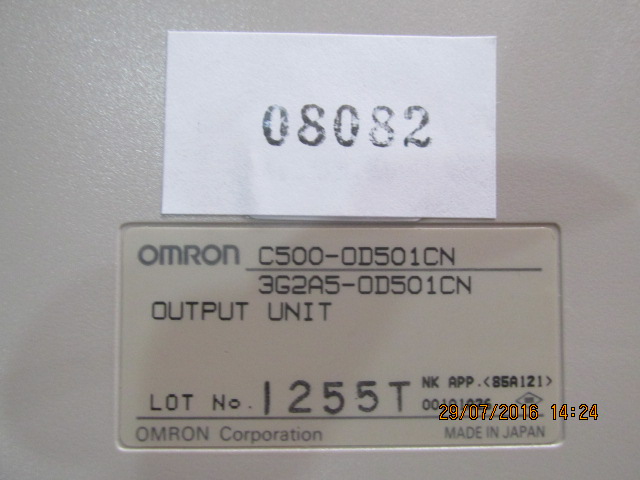 08082
OMRON C500-OD501CN
3G2A5-OD501CN
OUTPUT UNIT
LOT No. 1255T
NK APP.<85A121>
OMRON Corporation
MADE IN JAPAN
29/07/2016 14:24